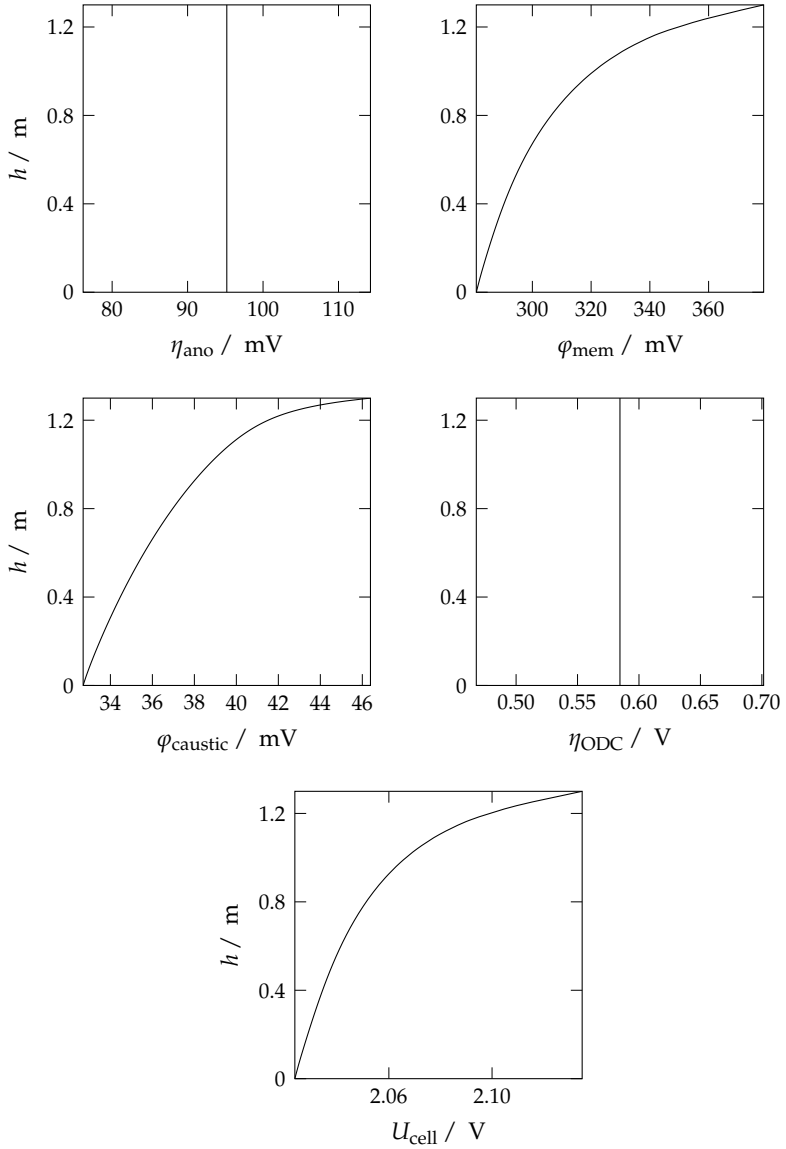 1.2
0.8
0.4
0
h / m
80 90 100 110
η_ano / mV
1.2
0.8
0.4
0
300 320 340 360
φ_mem / mV
1.2
0.8
0.4
0
h / m
34 36 38 40 42 44 46
φ_caustic / mV
1.2
0.8
0.4
0
0.50 0.55 0.60 0.65 0.70
η_ODC / V
1.2
0.8
0.4
0
h / m
2.06 2.10
U_cell / V